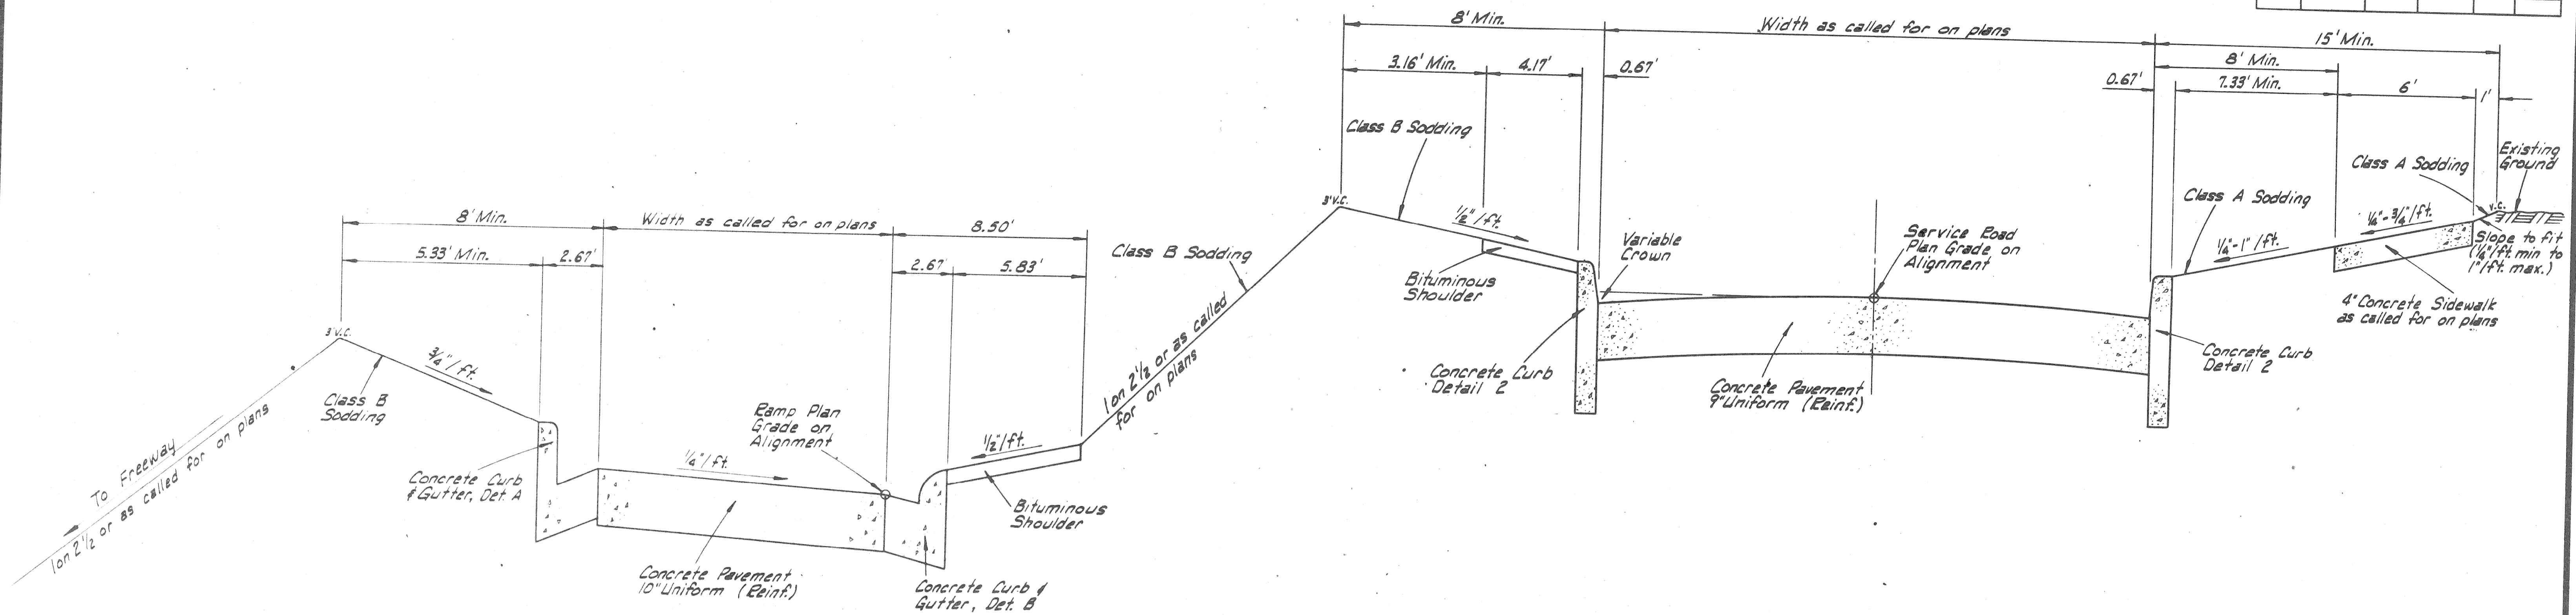 8' Min.
Width as called for on plans
8.50'
5.33' Min.
2.67'
2.67'
5.83'
3' V.C.
3/4"/ft.
Class B
Sodding
To Freeway
1 on 2 1/2 or as called for on plans
Concrete Curb
& Gutter, Det. A
1/4"/ft.
Ramp Plan
Grade on
Alignment
1/2"/ft.
Bituminous
Shoulder
Concrete Pavement
10" Uniform (Reinf.)
Concrete Curb &
Gutter, Det. B
Class B Sodding
1 on 2 1/2 or as called
for on plans
8' Min.
Width as called for on plans
15' Min.
3.16' Min.
4.17'
0.67'
8' Min.
0.67'
7.33' Min.
6'
1'
Class B Sodding
3' V.C.
1/2"/ft.
Bituminous
Shoulder
Variable
Crown
Service Road
Plan Grade on
Alignment
Concrete Curb
Detail 2
Concrete Pavement
9" Uniform (Reinf.)
Class A Sodding
1/4"-1"/ft.
Class A Sodding
Existing
Ground
V.C.
1/4"-3/4"/ft.
Slope to fit
(1/4"/ft. min to
1"/ft. max.)
4" Concrete Sidewalk
as called for on plans
Concrete Curb
Detail 2